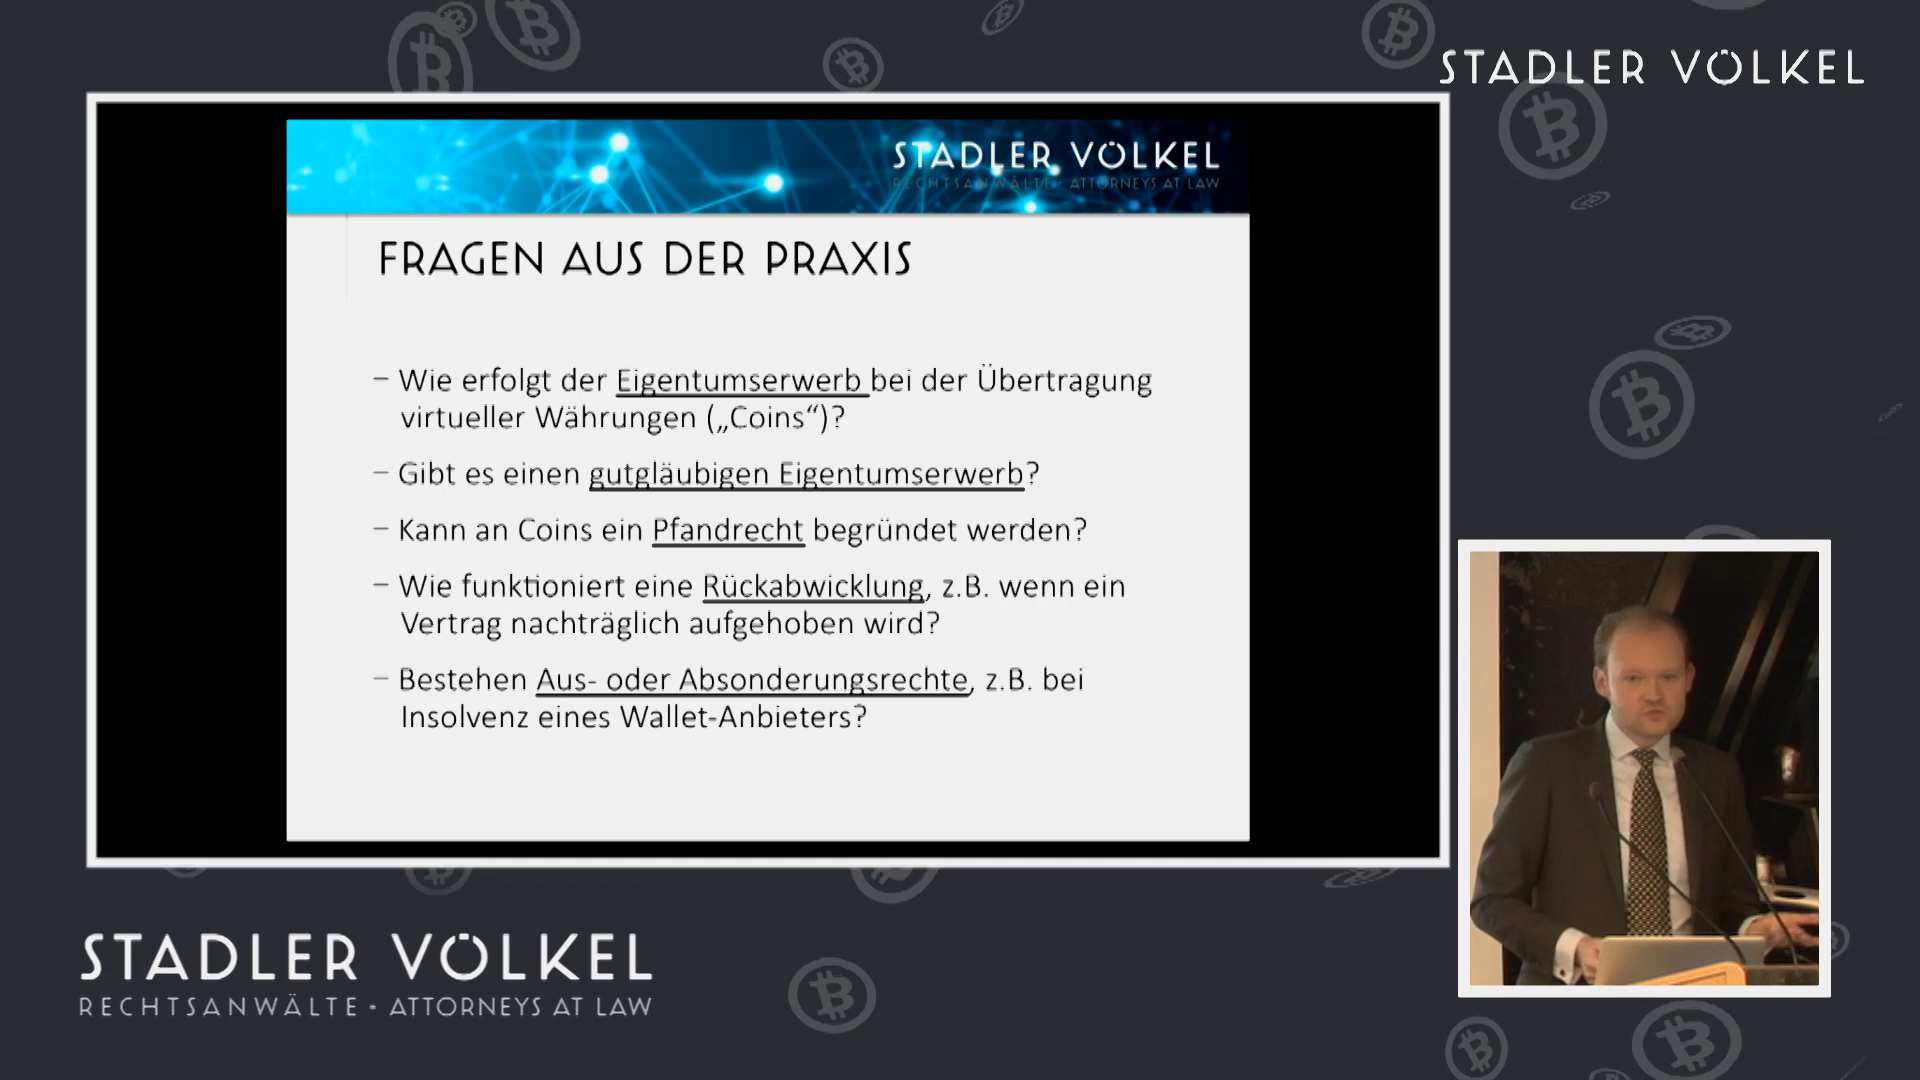 STADLER VÖLKEL
STADLER VÖLKEL
RECHTSANWÄLTE • ATTORNEYS AT LAW
FRAGEN AUS DER PRAXIS
– Wie erfolgt der Eigentumserwerb bei der Übertragung
virtueller Währungen („Coins“)?
– Gibt es einen gutgläubigen Eigentumserwerb?
– Kann an Coins ein Pfandrecht begründet werden?
– Wie funktioniert eine Rückabwicklung, z.B. wenn ein
Vertrag nachträglich aufgehoben wird?
– Bestehen Aus- oder Absonderungsrechte, z.B. bei
Insolvenz eines Wallet-Anbieters?
STADLER VÖLKEL
RECHTSANWÄLTE • ATTORNEYS AT LAW